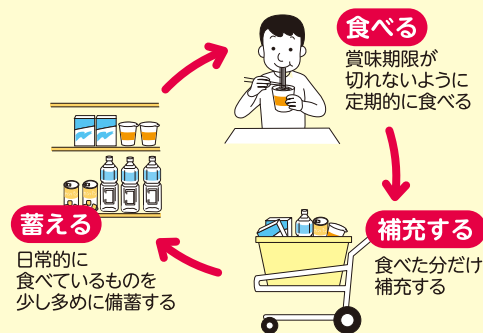 食べる
賞味期限が
切れないように
定期的に食べる
補充する
食べた分だけ
補充する
蓄える
日常的に
食べているものを
少し多めに備蓄する